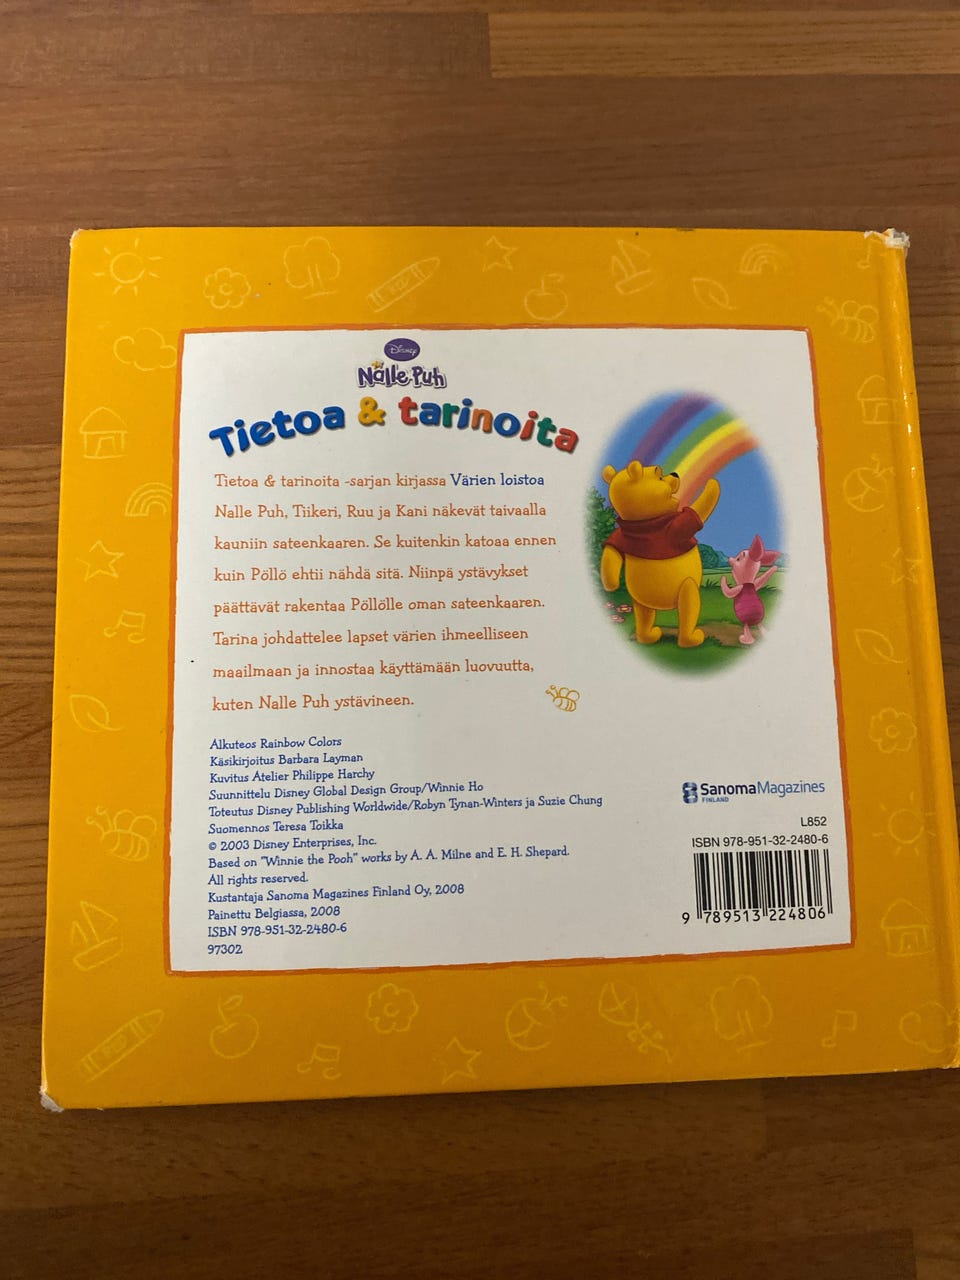 Disney
Nalle Puh
Tietoa & tarinoita
Tietoa & tarinoita -sarjan kirjassa Värien loistoa
Nalle Puh, Tiikeri, Ruu ja Kani näkevät taivaalla
kauniin sateenkaaren. Se kuitenkin katoaa ennen
kuin Pöllö ehtii nähdä sitä. Niinpä ystävykset
päättävät rakentaa Pöllölle oman sateenkaaren.
Tarina johdattelee lapset värien ihmeelliseen
maailmaan ja innostaa käyttämään luovuutta,
kuten Nalle Puh ystävineen.
Alkuteos Rainbow Colors
Käsikirjoitus Barbara Layman
Kuvitus Atelier Philippe Harchy
Suunnittelu Disney Global Design Group/Winnie Ho
Toteutus Disney Publishing Worldwide/Robyn Tynan-Winters ja Suzie Chung
Suomennos Teresa Toikka
© 2003 Disney Enterprises, Inc.
Based on "Winnie the Pooh" works by A. A. Milne and E. H. Shepard.
All rights reserved.
Kustantaja Sanoma Magazines Finland Oy, 2008
Painettu Belgiassa, 2008
ISBN 978-951-32-2480-6
97302
SanomaMagazines
FINLAND
L852
ISBN 978-951-32-2480-6
9 789513 224806
RED
RED